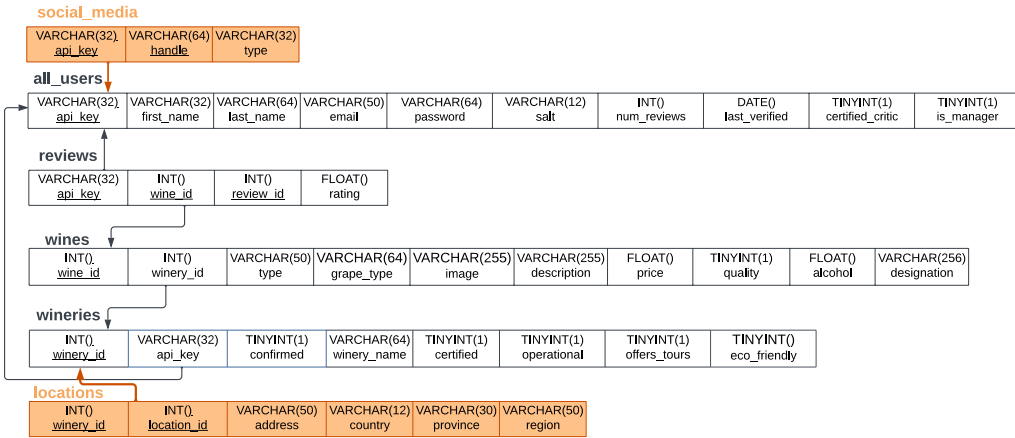 social_media
VARCHAR(32) VARCHAR(64) VARCHAR(32)
api_key handle type
all_users
VARCHAR(32) VARCHAR(32) VARCHAR(64) VARCHAR(50) VARCHAR(64) VARCHAR(12) INT() DATE() TINYINT(1) TINYINT(1)
api_key first_name last_name email password salt num_reviews last_verified certified_critic is_manager
reviews
VARCHAR(32) INT() INT() FLOAT()
api_key wine_id review_id rating
wines
INT() INT() VARCHAR(50) VARCHAR(64) VARCHAR(255) VARCHAR(255) FLOAT() TINYINT(1) FLOAT() VARCHAR(256)
wine_id winery_id type grape_type image description price quality alcohol designation
wineries
INT() VARCHAR(32) TINYINT(1) VARCHAR(64) TINYINT(1) TINYINT(1) TINYINT(1) TINYINT()
winery_id api_key confirmed winery_name certified operational offers_tours eco_friendly
locations
INT() INT() VARCHAR(50) VARCHAR(12) VARCHAR(30) VARCHAR(50)
winery_id location_id address country province region